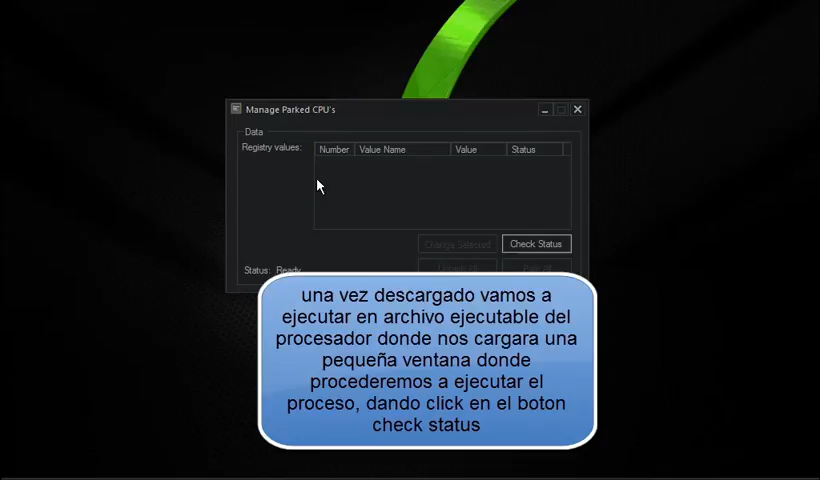 Manage Parked CPU's
Data
Registry values:
Number Value Name Value Status
Change Selected Check Status
Status: Ready
una vez descargado vamos a
ejecutar en archivo ejecutable del
procesador donde nos cargara una
pequeña ventana donde
procederemos a ejecutar el
proceso, dando click en el boton
check status